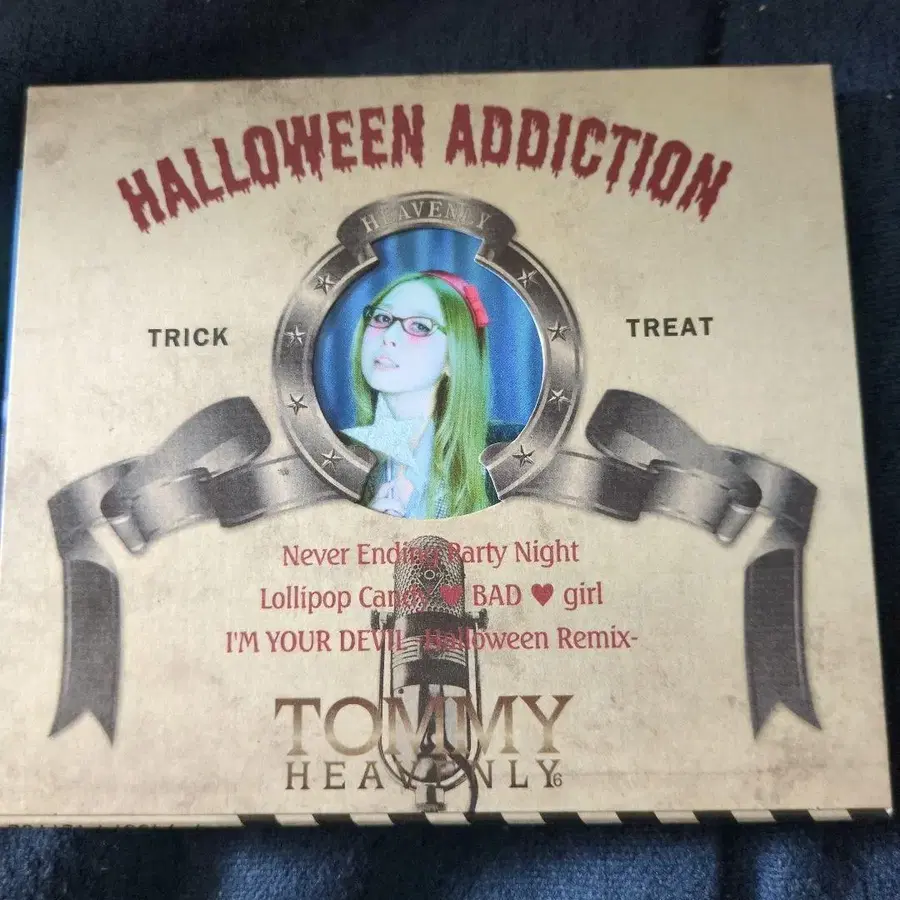 HALLOWEEN ADDICTION
HEAVENLY
TRICK
TREAT
Never Ending Party Night
Lollipop Candy ♥ BAD ♥ girl
I'M YOUR DEVIL -Halloween Remix-
TOMMY
HEAVENLY6